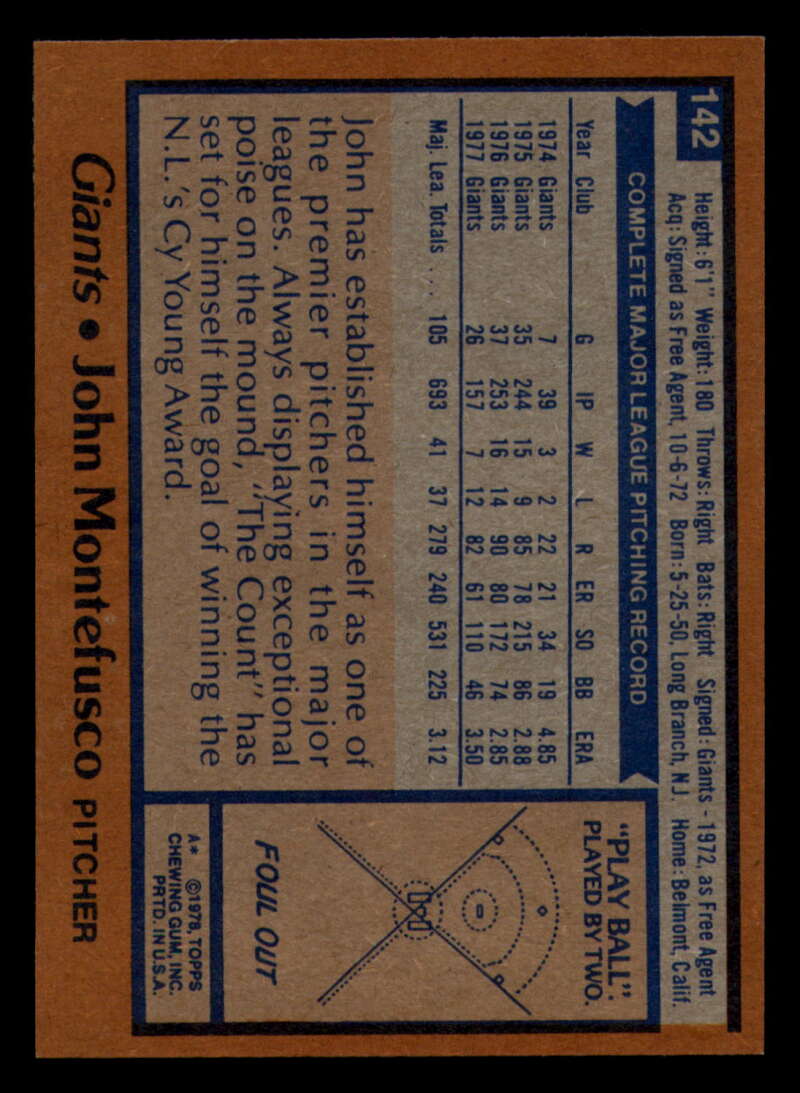 142
Height: 6'1" Weight: 180 Throws: Right Bats: Right Signed: Giants - 1972, as Free Agent
Acq: Signed as Free Agent, 10-6-72 Born: 5-25-50, Long Branch, N.J. Home: Belmont, Calif.
COMPLETE MAJOR LEAGUE PITCHING RECORD
Year Club G IP W L R ER SO BB ERA
1974 Giants 7 39 3 2 22 21 34 19 4.85
1975 Giants 35 244 15 9 85 78 215 86 2.88
1976 Giants 37 253 16 14 90 80 172 74 2.85
1977 Giants 26 157 7 12 82 61 110 46 3.50
Maj. Lea. Totals ... 105 693 41 37 279 240 531 225 3.12
John has established himself as one of
the premier pitchers in the major
leagues. Always displaying exceptional
poise on the mound, "The Count" has
set for himself the goal of winning the
N.L.'s Cy Young Award.
"PLAY BALL".
PLAYED BY TWO.
FOUL OUT
A* ©1978, TOPPS
CHEWING GUM, INC.
PRTD. IN U.S.A.
Giants • John Montefusco PITCHER